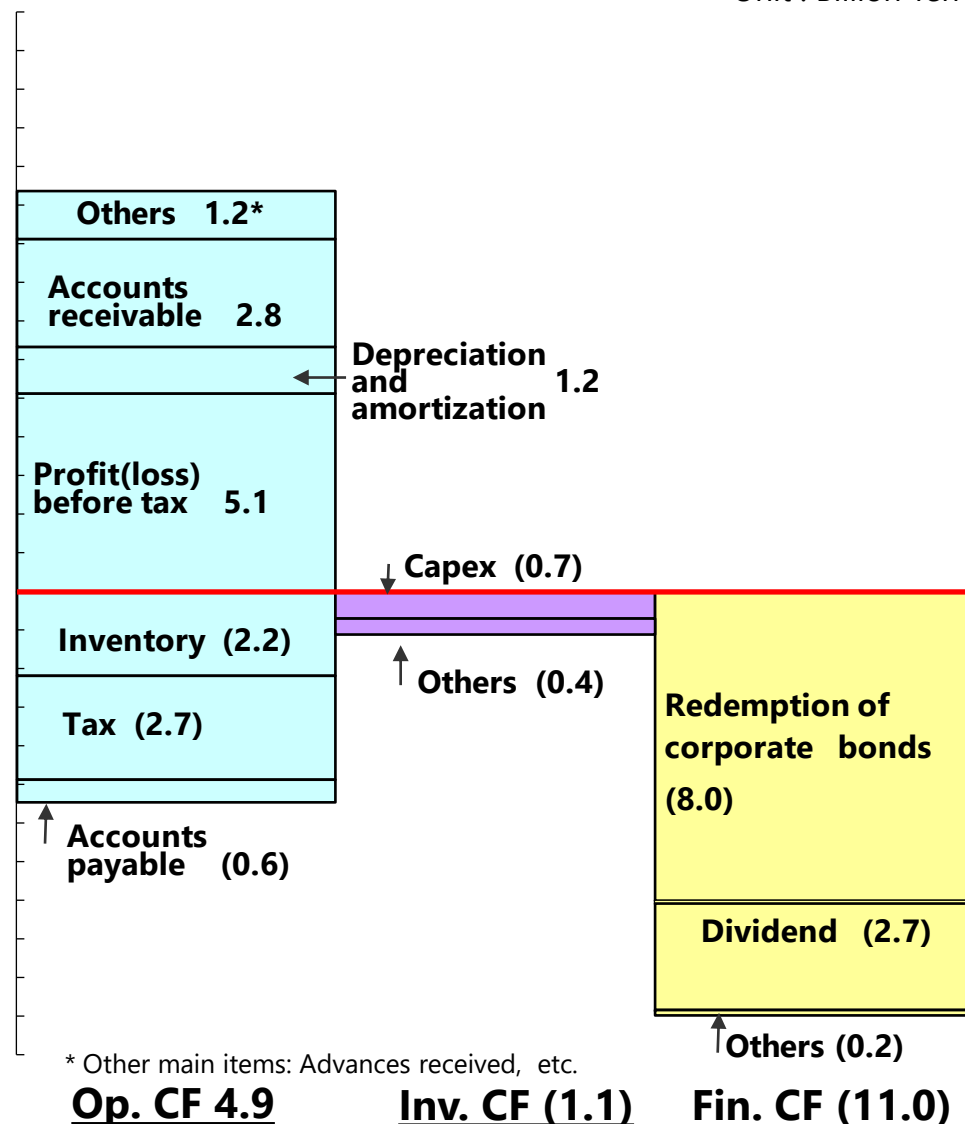 Others 1.2*
Accounts
receivable 2.8
Depreciation
and 1.2
amortization
Profit(loss)
before tax 5.1
Capex (0.7)
Inventory (2.2)
Others (0.4)
Tax (2.7)
Redemption of
corporate bonds
(8.0)
Accounts
payable (0.6)
Dividend (2.7)
Others (0.2)
* Other main items: Advances received, etc.
Op. CF 4.9
Inv. CF (1.1)
Fin. CF (11.0)